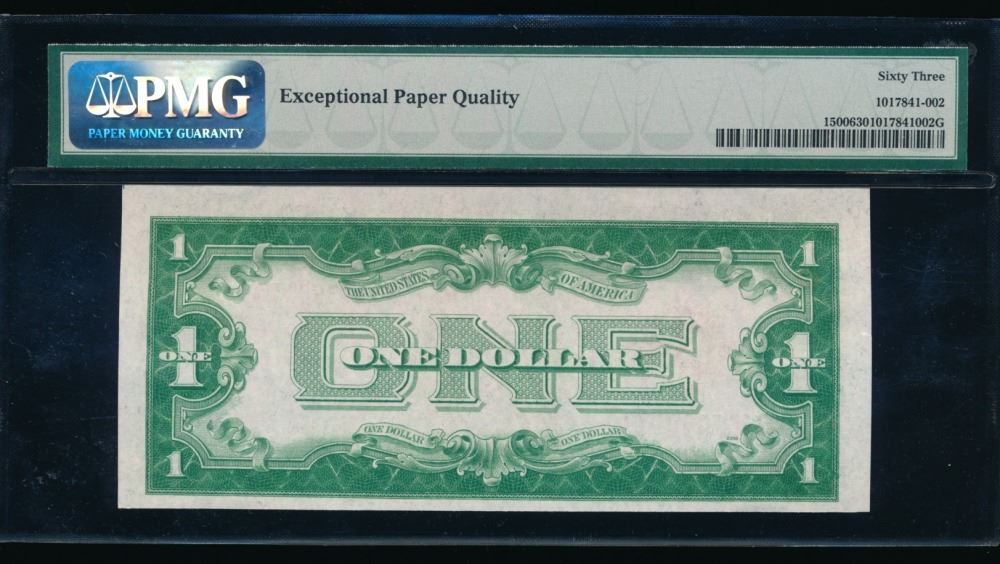 PMG
PAPER MONEY GUARANTY
Exceptional Paper Quality
Sixty Three
1017841-002
15006301017841002G
1
1
THE UNITED STATES
OF AMERICA
ONE
1
ONE
ONE DOLLAR
1
ONE
ONE DOLLAR
ONE DOLLAR
1
1